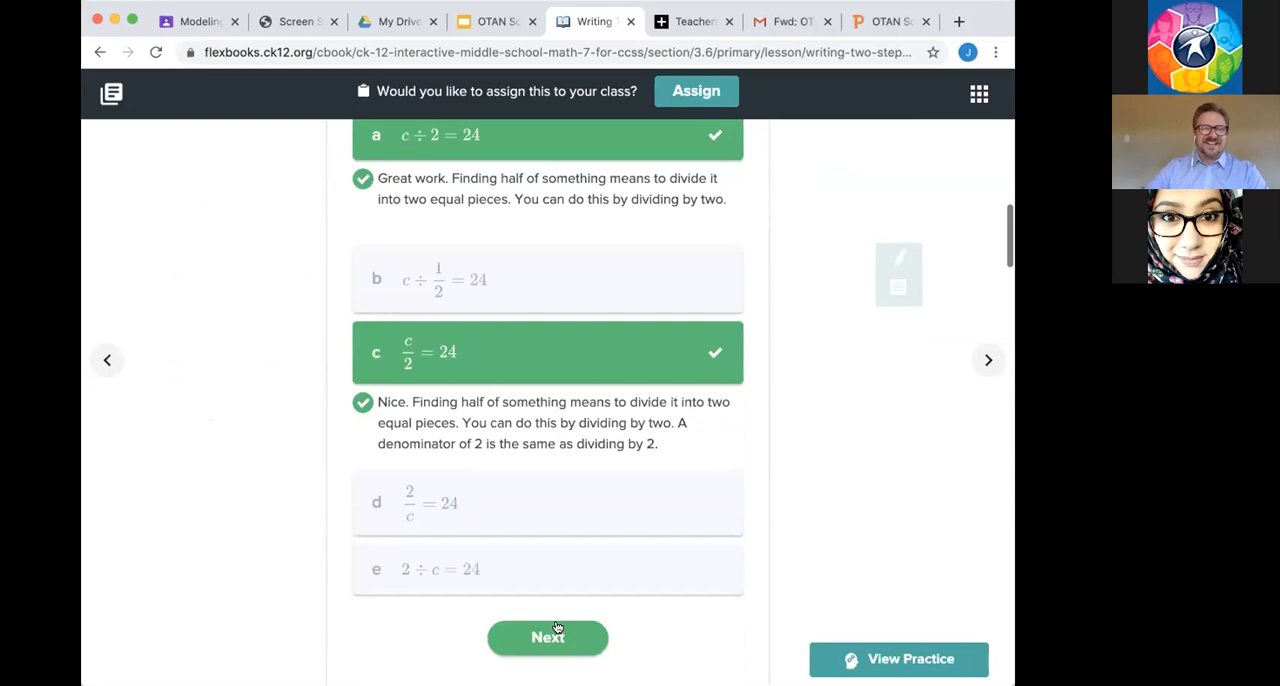 Modeling
Screen S
My Drive
OTAN So
Writing T
Teacher
Fwd: OT
OTAN So
flexbooks.ck12.org/cbook/ck-12-interactive-middle-school-math-7-for-ccss/section/3.6/primary/lesson/writing-two-step...
J
Would you like to assign this to your class?
Assign
a c ÷ 2 = 24
Great work. Finding half of something means to divide it
into two equal pieces. You can do this by dividing by two.
b c ÷ 1/2 = 24
c c/2 = 24
Nice. Finding half of something means to divide it into two
equal pieces. You can do this by dividing by two. A
denominator of 2 is the same as dividing by 2.
d 2/c = 24
e 2 ÷ c = 24
Next
View Practice